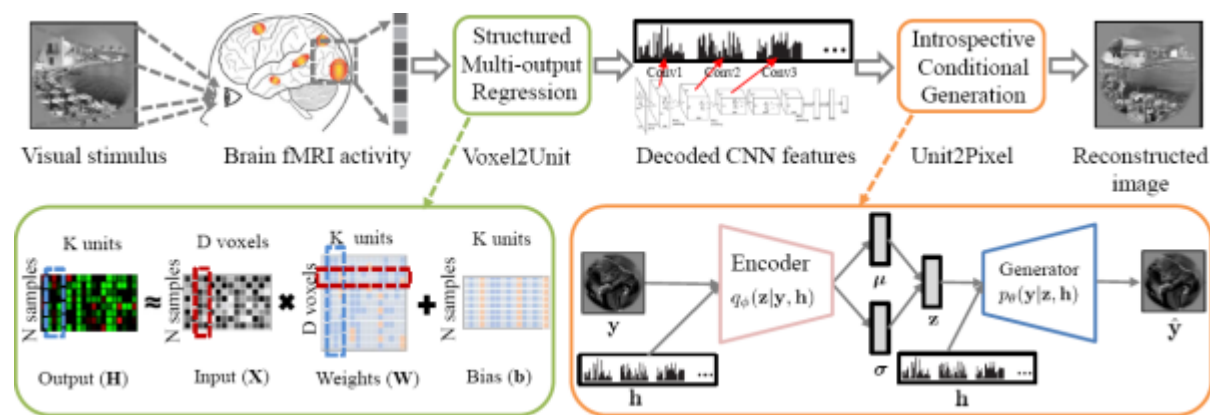 Structured
Multi-output
Regression
Conv1 Conv2 Conv3 ...
Introspective
Conditional
Generation
Visual stimulus
Brain fMRI activity
Voxel2Unit
Decoded CNN features
Unit2Pixel
Reconstructed
image
K units
D voxels
K units
K units
N samples
≈
N samples
×
D voxels
+
N samples
Output (H)
Input (X)
Weights (W)
Bias (b)
y
Encoder
qϕ(z|y, h)
μ
σ
z
Generator
pθ(y|z, h)
ŷ
...
h
...
h